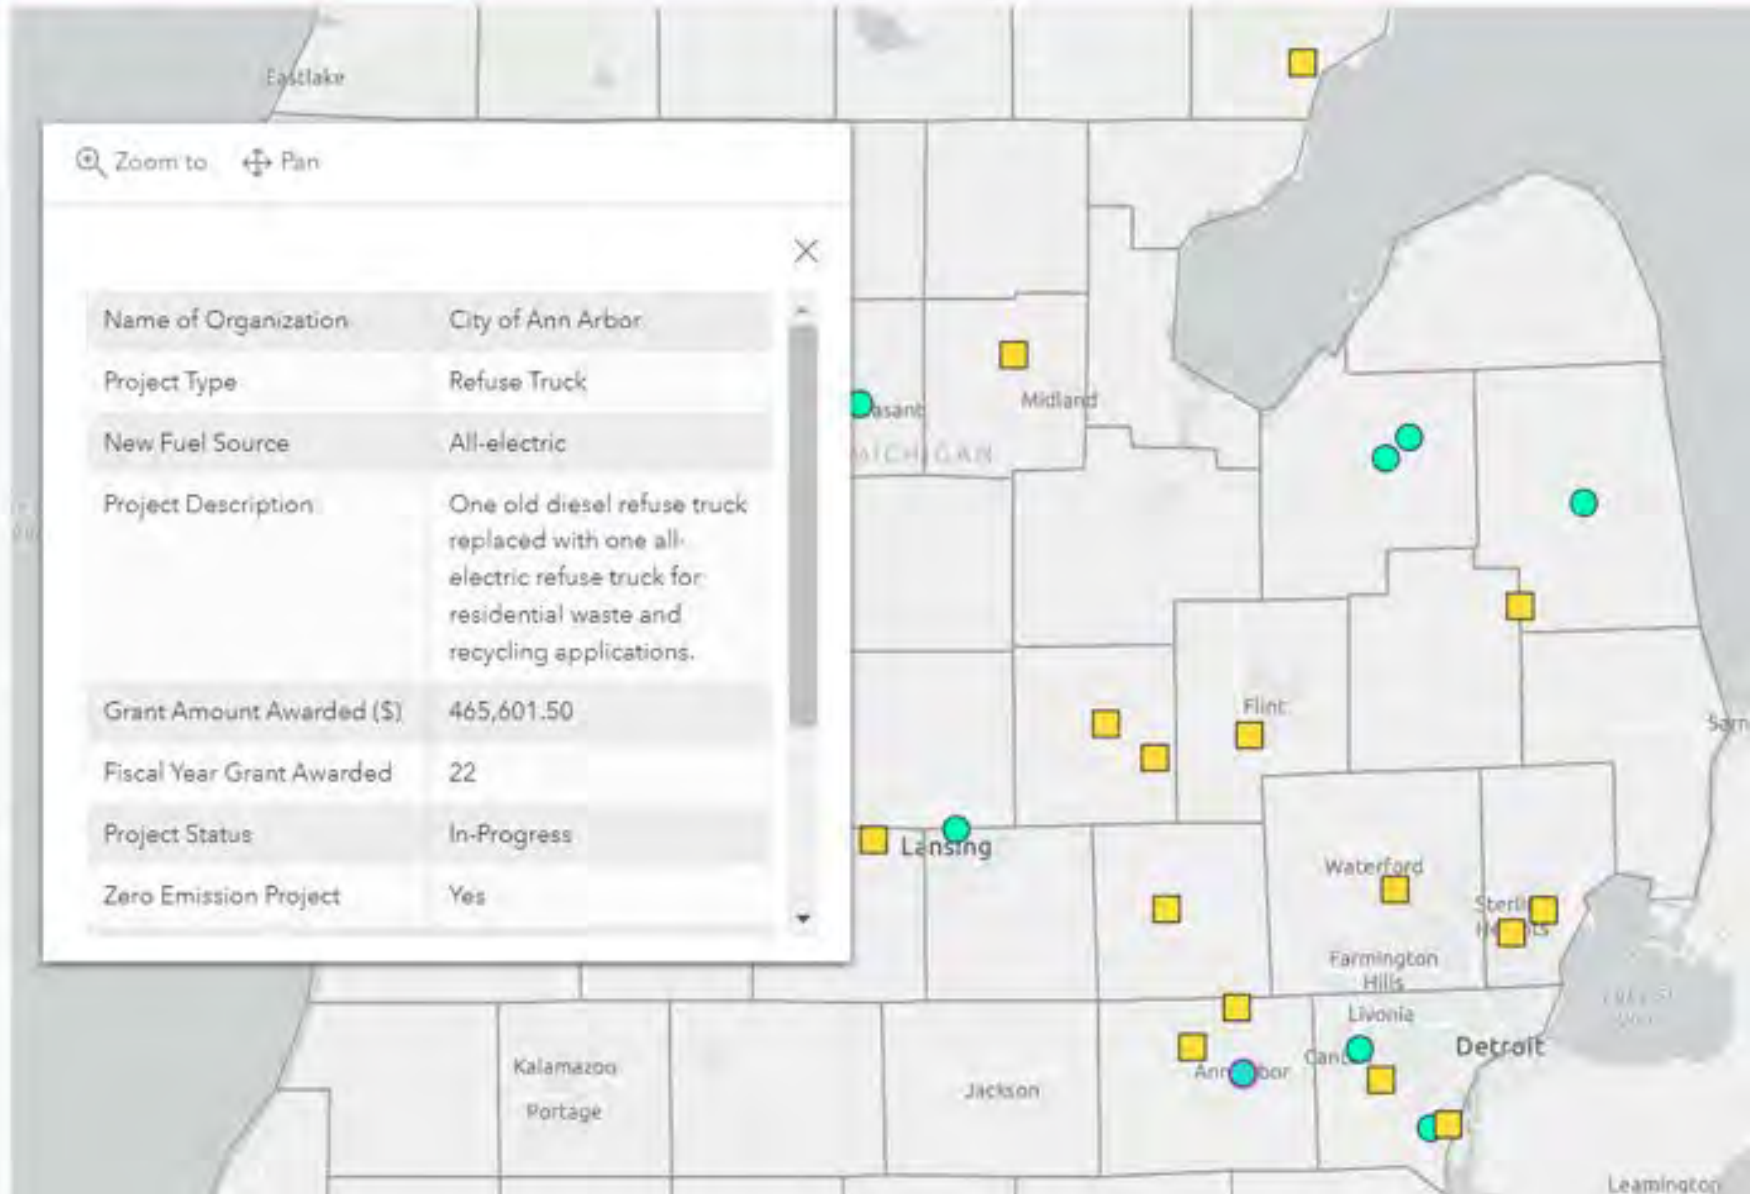 Eastlake
Zoom to Pan
Name of Organization City of Ann Arbor
Project Type Refuse Truck
New Fuel Source All-electric
Project Description One old diesel refuse truck
replaced with one all-
electric refuse truck for
residential waste and
recycling applications.
Grant Amount Awarded ($) 465,601.50
Fiscal Year Grant Awarded 22
Project Status In-Progress
Zero Emission Project Yes
asant
Midland
MICHIGAN
Flint
Lansing
Waterford
Farmington
Hills
Livonia
Detroit
Kalamazoo
Portage
Jackson
Leamington